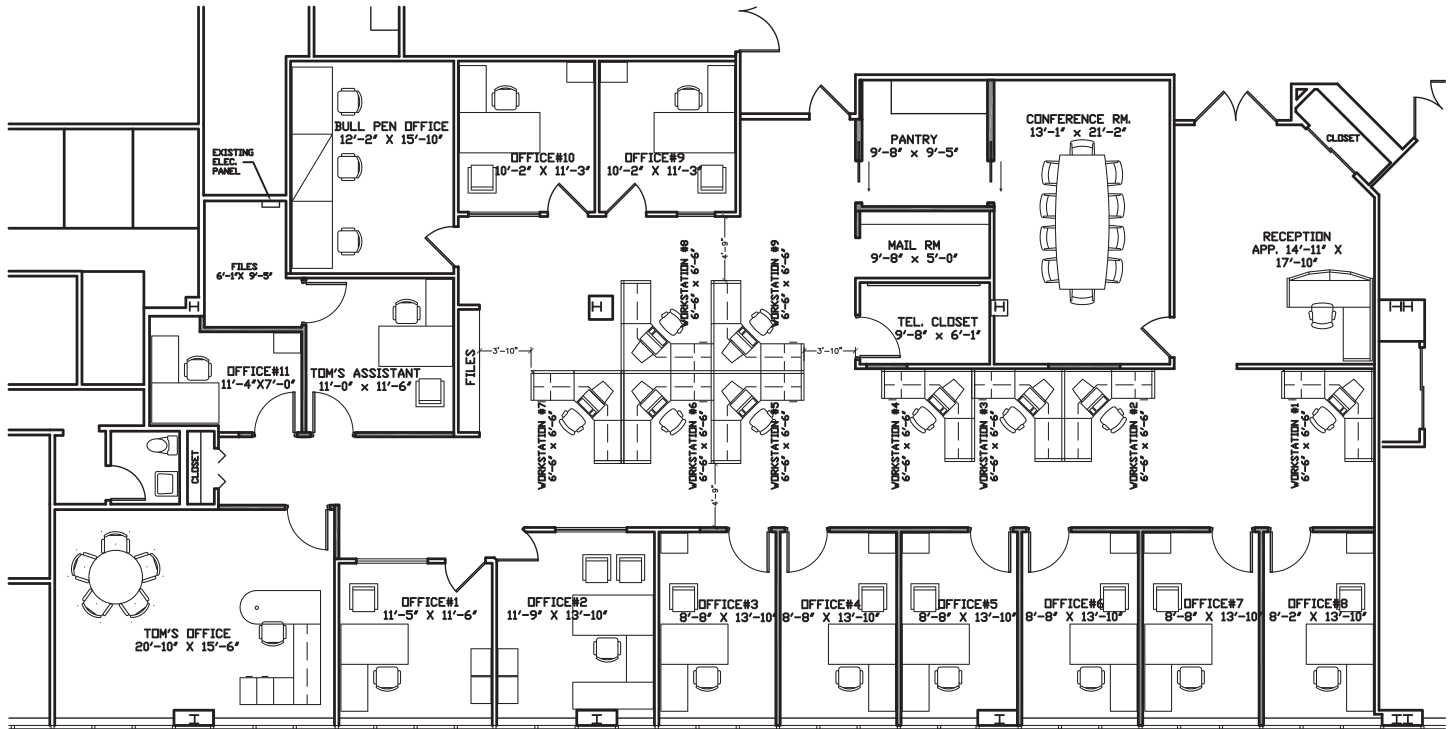 BULL PEN OFFICE
12'-2" X 15'-10"
EXISTING
ELEC.
PANEL
OFFICE#10
10'-2" X 11'-3"
OFFICE#9
10'-2" X 11'-3"
PANTRY
9'-8" x 9'-5"
CONFERENCE RM.
13'-1" x 21'-2"
CLOSET
MAIL RM
9'-8" x 5'-0"
RECEPTION
APP. 14'-11" X
17'-10"
FILES
6'-1"X 9'-5"
WORKSTATION #8
6'-6" x 6'-6"
4'-9"
WORKSTATION #9
6'-6" x 6'-6"
TEL. CLOSET
9'-8" x 6'-1"
FILES
3'-10"
3'-10"
OFFICE#11
11'-4"X7'-0"
TOM'S ASSISTANT
11'-0" x 11'-6"
WORKSTATION #7
6'-6" x 6'-6"
WORKSTATION #6
6'-6" x 6'-6"
WORKSTATION #5
6'-6" x 6'-6"
WORKSTATION #4
6'-6" x 6'-6"
WORKSTATION #3
6'-6" x 6'-6"
WORKSTATION #2
6'-6" x 6'-6"
WORKSTATION #1
6'-6" x 6'-6"
CLOSET
4'-9"
TOM'S OFFICE
20'-10" X 15'-6"
OFFICE#1
11'-5" X 11'-6"
OFFICE#2
11'-9" X 13'-10"
OFFICE#3
8'-8" X 13'-10"
OFFICE#4
8'-8" X 13'-10"
OFFICE#5
8'-8" X 13'-10"
OFFICE#6
8'-8" X 13'-10"
OFFICE#7
8'-8" X 13'-10"
OFFICE#8
8'-2" X 13'-10"